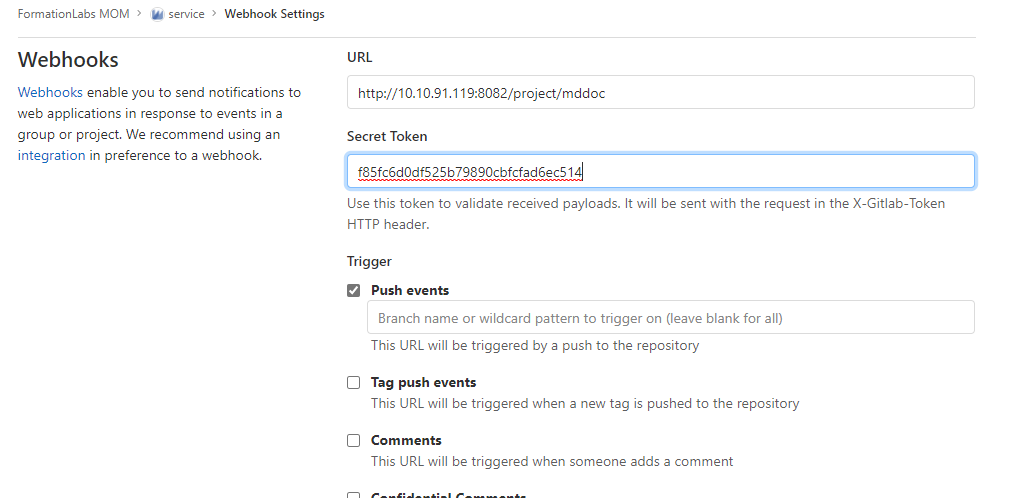 FormationLabs MOM > service > Webhook Settings
Webhooks
Webhooks enable you to send notifications to
web applications in response to events in a
group or project. We recommend using an
integration in preference to a webhook.
URL
http://10.10.91.119:8082/project/mddoc
Secret Token
f85fc6d0df525b79890cbfcfad6ec514
Use this token to validate received payloads. It will be sent with the request in the X-Gitlab-Token
HTTP header.
Trigger
Push events
Branch name or wildcard pattern to trigger on (leave blank for all)
This URL will be triggered by a push to the repository
Tag push events
This URL will be triggered when a new tag is pushed to the repository
Comments
This URL will be triggered when someone adds a comment
Confidential Comments